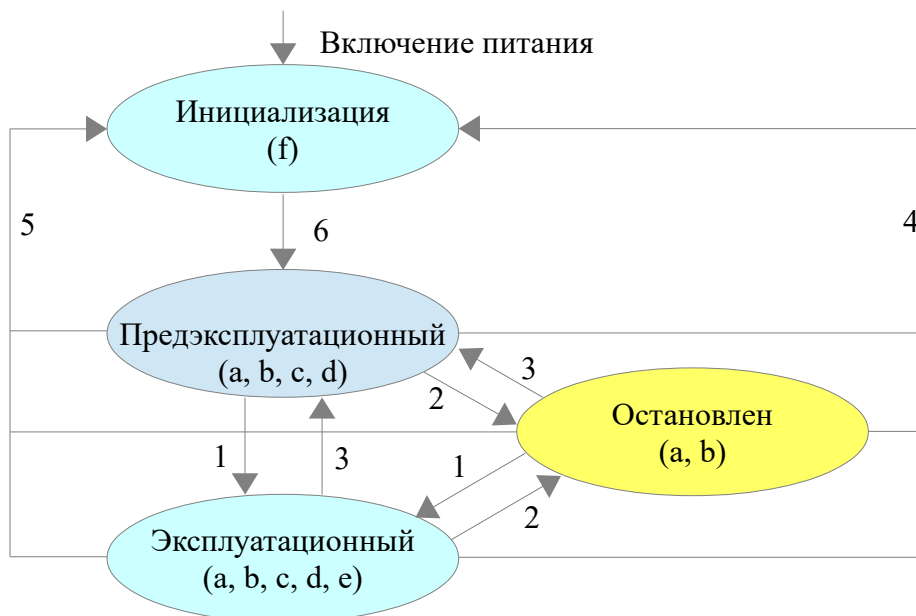 Включение питания
Инициализация
(f)
5
6
4
Предэксплуатационный
(a, b, c, d)
3
2
Остановлен
(a, b)
1
3
1
2
Эксплуатационный
(a, b, c, d, e)